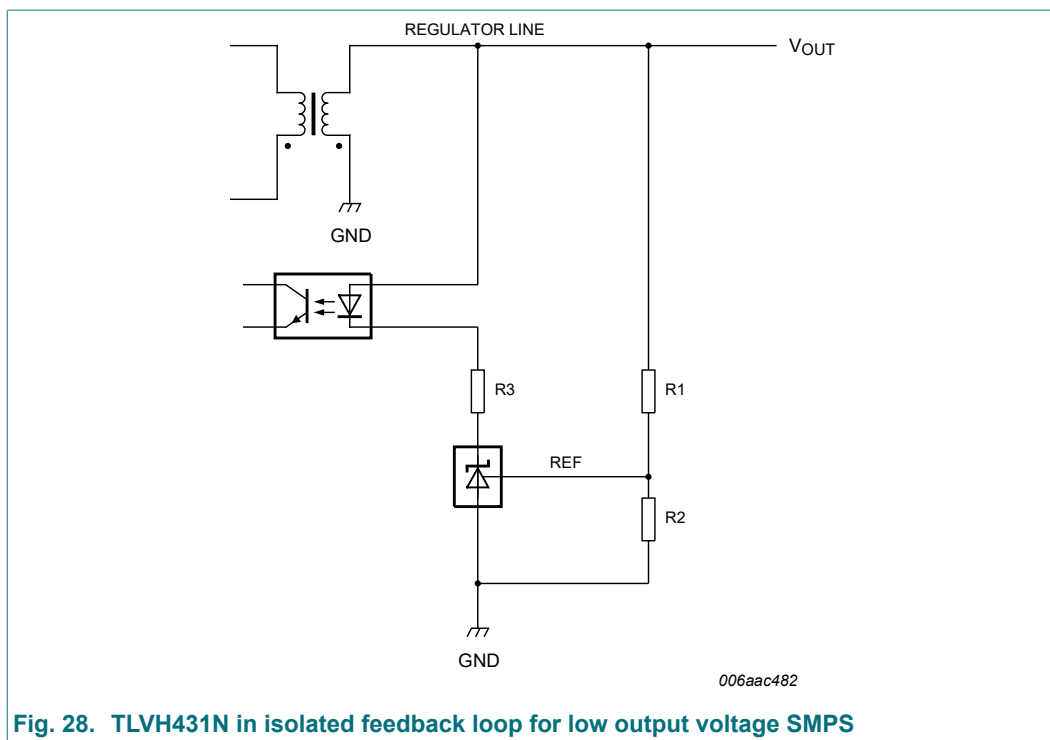 REGULATOR LINE
VOUT
GND
R3
R1
REF
R2
GND
006aac482
Fig. 28. TLVH431N in isolated feedback loop for low output voltage SMPS